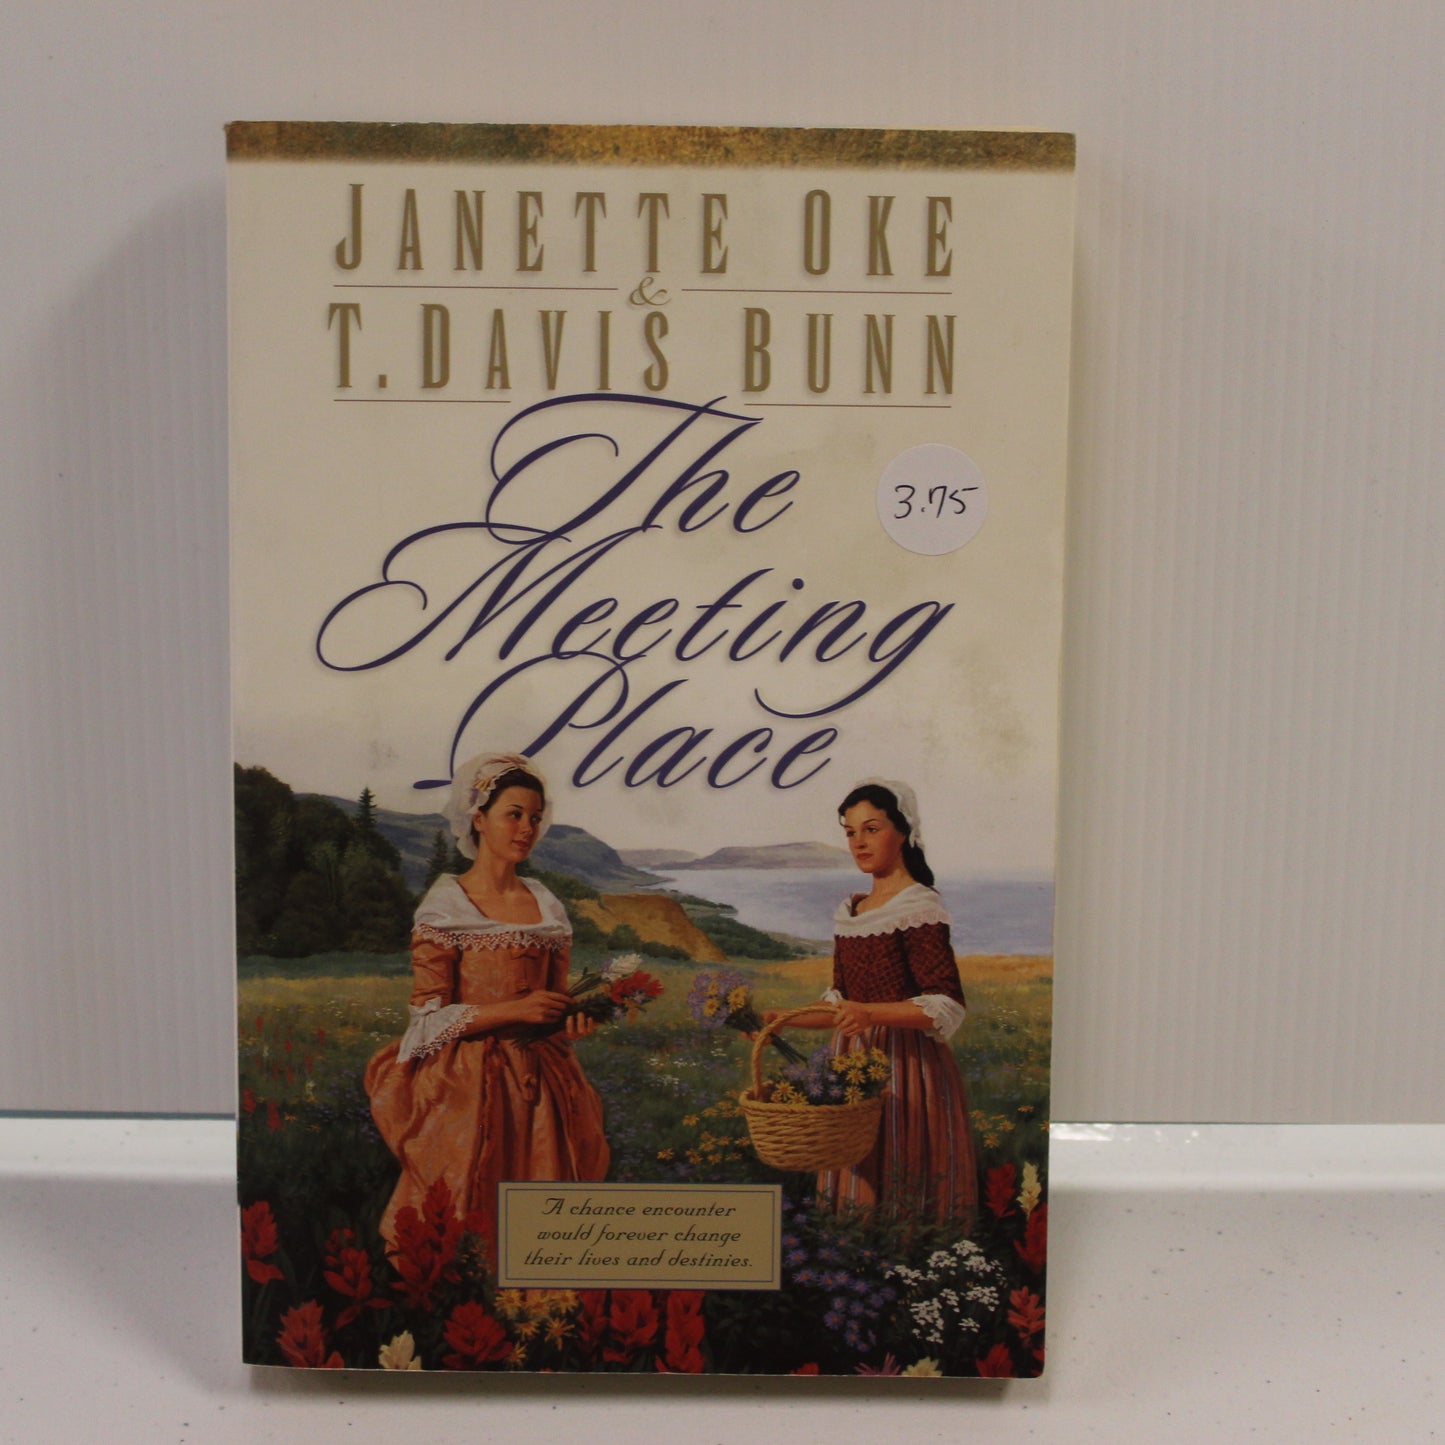 JANETTE OKE
&
T. DAVIS BUNN
The
3.75
Meeting
Place
A chance encounter
would forever change
their lives and destinies.